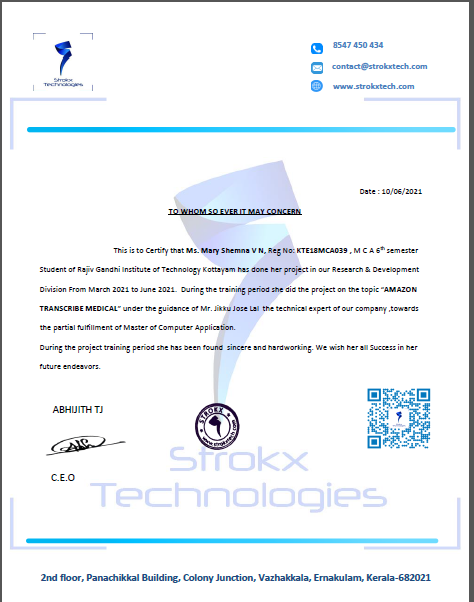 Strokx
Technologies
8547 450 434
contact@strokxtech.com
www.strokxtech.com
Date : 10/06/2021
TO WHOM SO EVER IT MAY CONCERN
This is to Certify that Ms. Mary Shemna V N, Reg No: KTE18MCA039 , M C A 6th semester
Student of Rajiv Gandhi Institute of Technology Kottayam has done her project in our Research & Development
Division From March 2021 to June 2021. During the training period she did the project on the topic “AMAZON
TRANSCRIBE MEDICAL” under the guidance of Mr. Jikku Jose Lal the technical expert of our company ,towards
the partial fulfillment of Master of Computer Application.
During the project training period she has been found sincere and hardworking. We wish her all Success in her
future endeavors.
ABHIJITH TJ
STROKX
www.strokxtech.com
C.E.O
Strokx
Technologies
2nd floor, Panachikkal Building, Colony Junction, Vazhakkala, Ernakulam, Kerala-682021